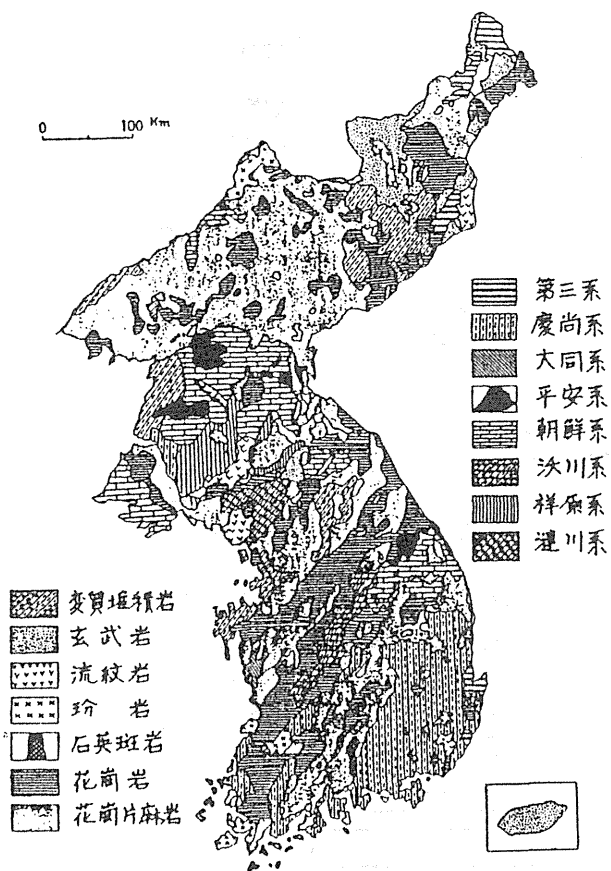 0 100 Km
第三系
慶尚系
大同系
平安系
朝鮮系
沃川系
祥原系
漣川系
変質堆積岩
玄武岩
流紋岩
玢岩
石英斑岩
花崗岩
花崗片麻岩